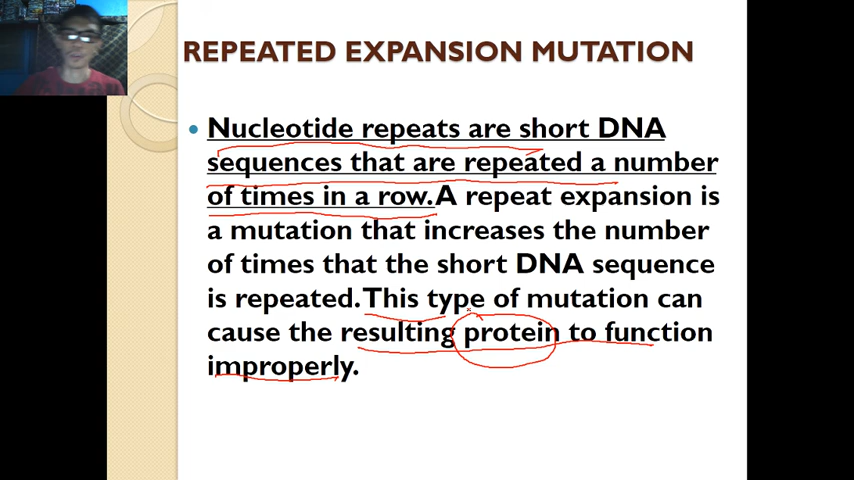 REPEATED EXPANSION MUTATION
Nucleotide repeats are short DNA
sequences that are repeated a number
of times in a row. A repeat expansion is
a mutation that increases the number
of times that the short DNA sequence
is repeated. This type of mutation can
cause the resulting protein to function
improperly.